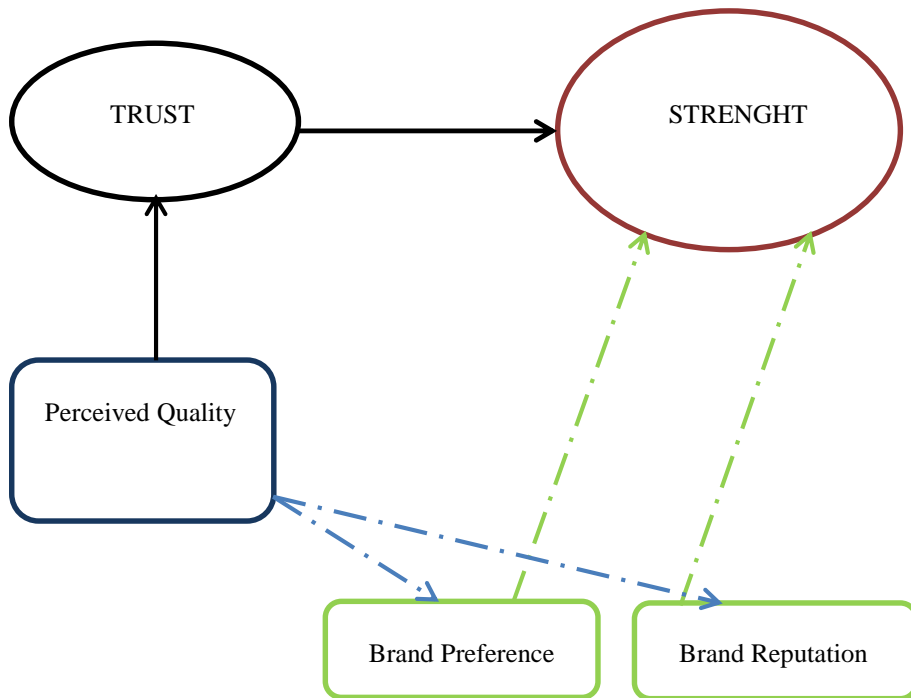 TRUST
STRENGHT
Perceived Quality
Brand Preference
Brand Reputation